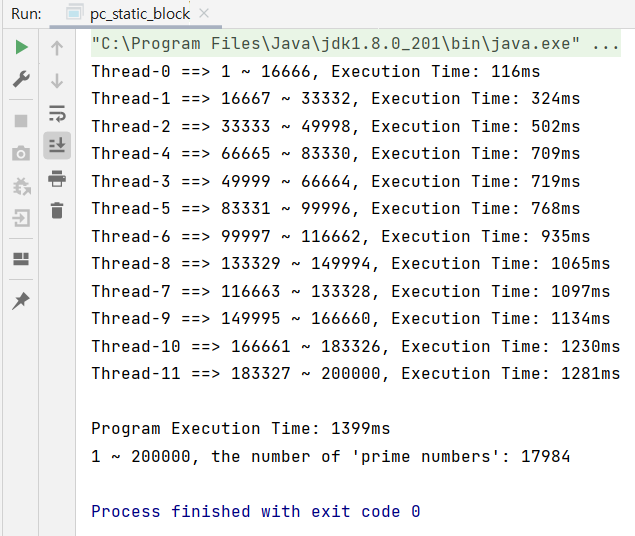 Run: pc_static_block
"C:\Program Files\Java\jdk1.8.0_201\bin\java.exe" ...
Thread-0 ==> 1 ~ 16666, Execution Time: 116ms
Thread-1 ==> 16667 ~ 33332, Execution Time: 324ms
Thread-2 ==> 33333 ~ 49998, Execution Time: 502ms
Thread-4 ==> 66665 ~ 83330, Execution Time: 709ms
Thread-3 ==> 49999 ~ 66664, Execution Time: 719ms
Thread-5 ==> 83331 ~ 99996, Execution Time: 768ms
Thread-6 ==> 99997 ~ 116662, Execution Time: 935ms
Thread-8 ==> 133329 ~ 149994, Execution Time: 1065ms
Thread-7 ==> 116663 ~ 133328, Execution Time: 1097ms
Thread-9 ==> 149995 ~ 166660, Execution Time: 1134ms
Thread-10 ==> 166661 ~ 183326, Execution Time: 1230ms
Thread-11 ==> 183327 ~ 200000, Execution Time: 1281ms
Program Execution Time: 1399ms
1 ~ 200000, the number of 'prime numbers': 17984
Process finished with exit code 0